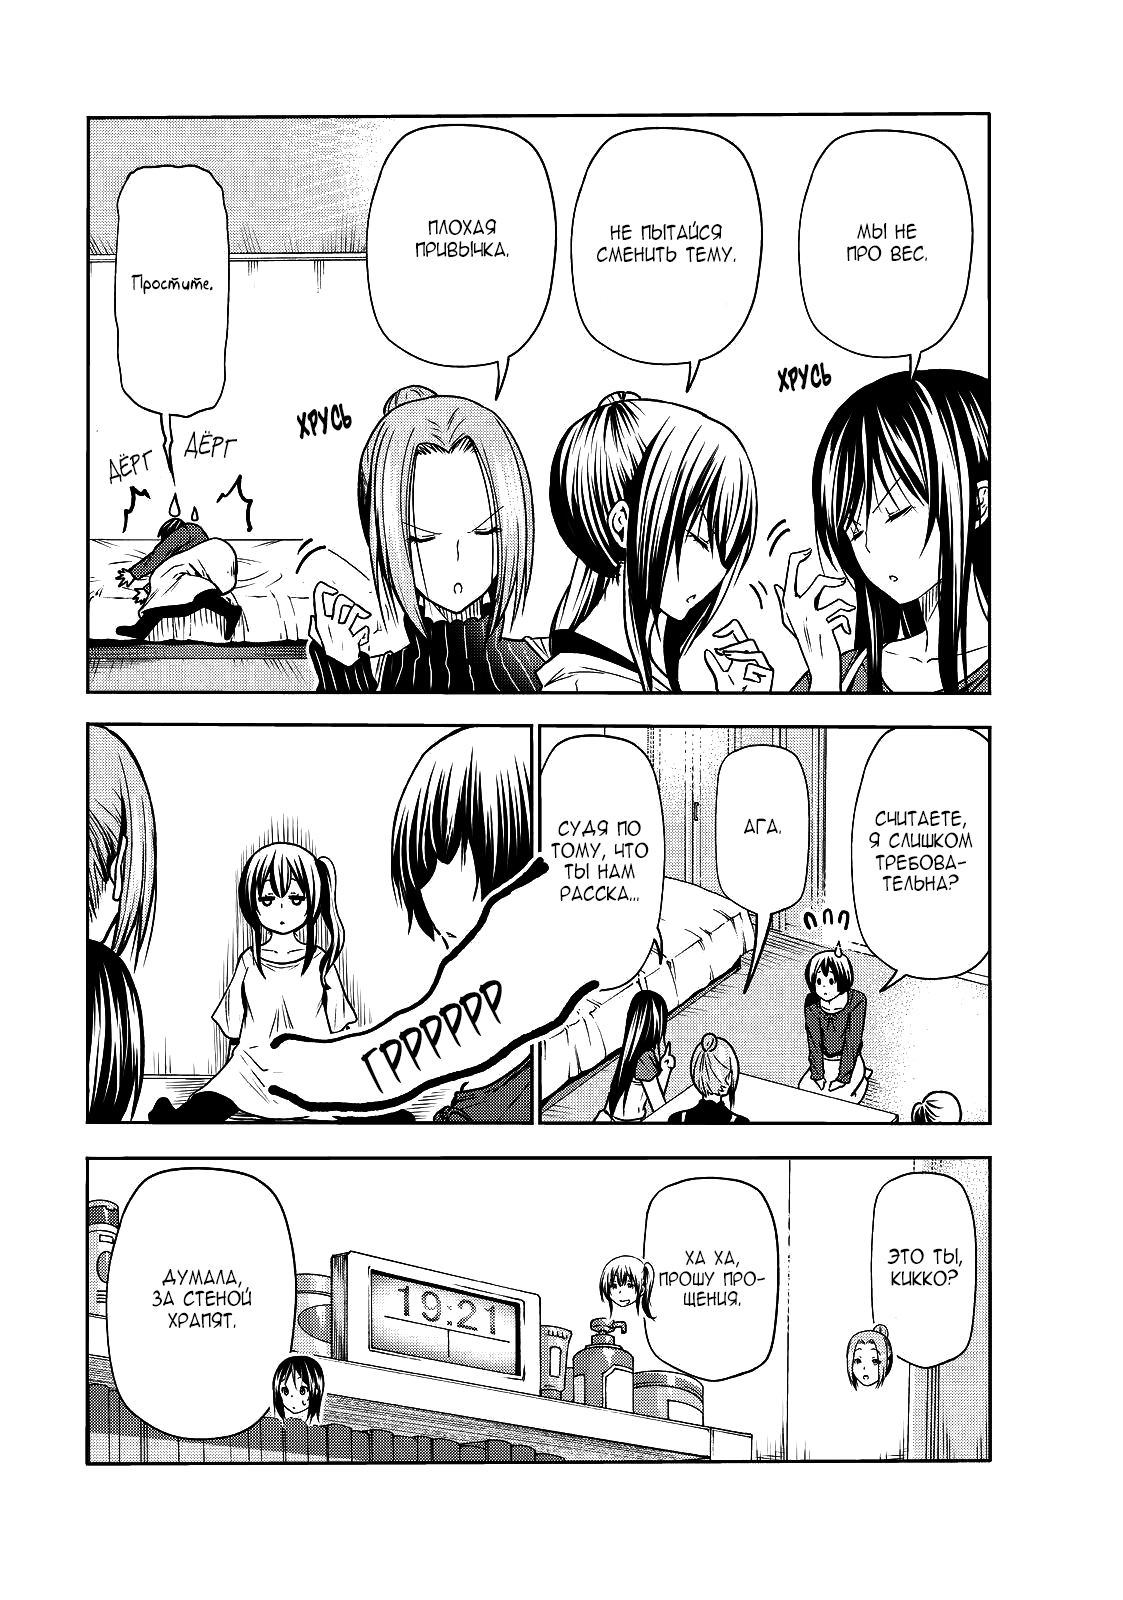 МЫ НЕ
ПРО ВЕС.
НЕ ПЫТАЙСЯ
СМЕНИТЬ ТЕМУ.
ПЛОХАЯ
ПРИВЫЧКА.
Простите.
ХРУСЬ
ХРУСЬ
ДЁРГ
ДЁРГ
СЧИТАЕТЕ,
Я СЛИШКОМ
ТРЕБОВА-
ТЕЛЬНА?
АГА.
СУДЯ ПО
ТОМУ, ЧТО
ТЫ НАМ
РАССКА...
ГРРРРРР
ЭТО ТЫ,
КИККО?
ХА ХА,
ПРОШУ ПРО-
ЩЕНИЯ.
19:21
ДУМАЛА,
ЗА СТЕНОЙ
ХРАПЯТ.